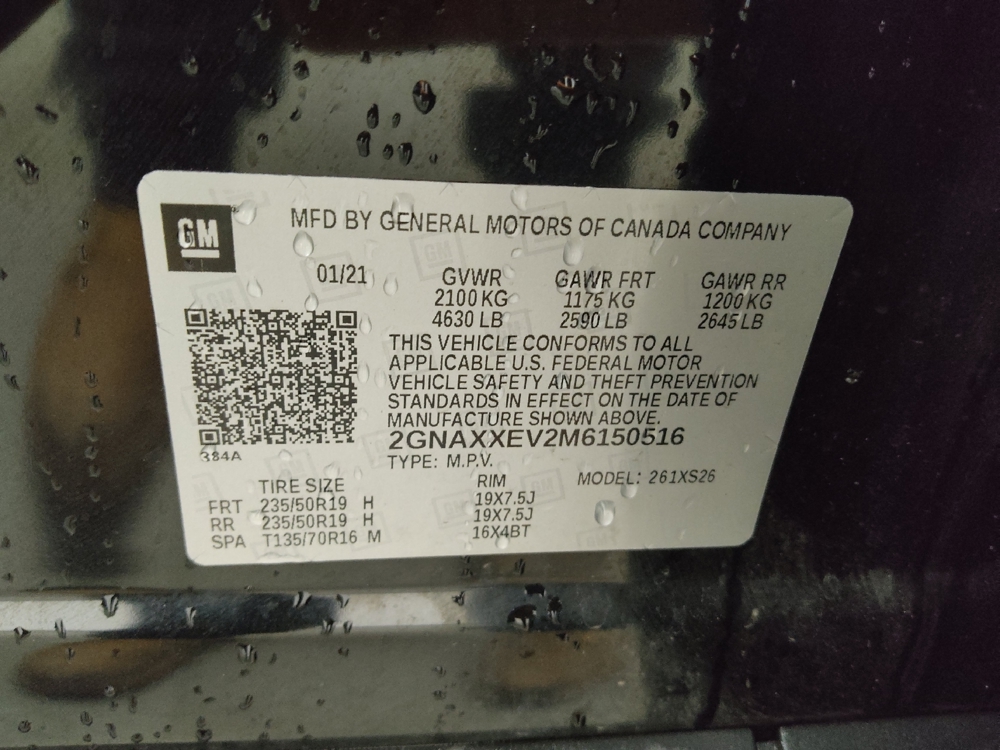 GM
MFD BY GENERAL MOTORS OF CANADA COMPANY
01/21 GVWR GAWR FRT GAWR RR
2100 KG 1175 KG 1200 KG
4630 LB 2590 LB 2645 LB
THIS VEHICLE CONFORMS TO ALL
APPLICABLE U.S. FEDERAL MOTOR
VEHICLE SAFETY AND THEFT PREVENTION
STANDARDS IN EFFECT ON THE DATE OF
MANUFACTURE SHOWN ABOVE.
2GNAXXEV2M6150516
384A
TYPE: M.P.V. MODEL: 261XS26
TIRE SIZE RIM
FRT 235/50R19 H 19X7.5J
RR 235/50R19 H 19X7.5J
SPA T135/70R16 M 16X4BT